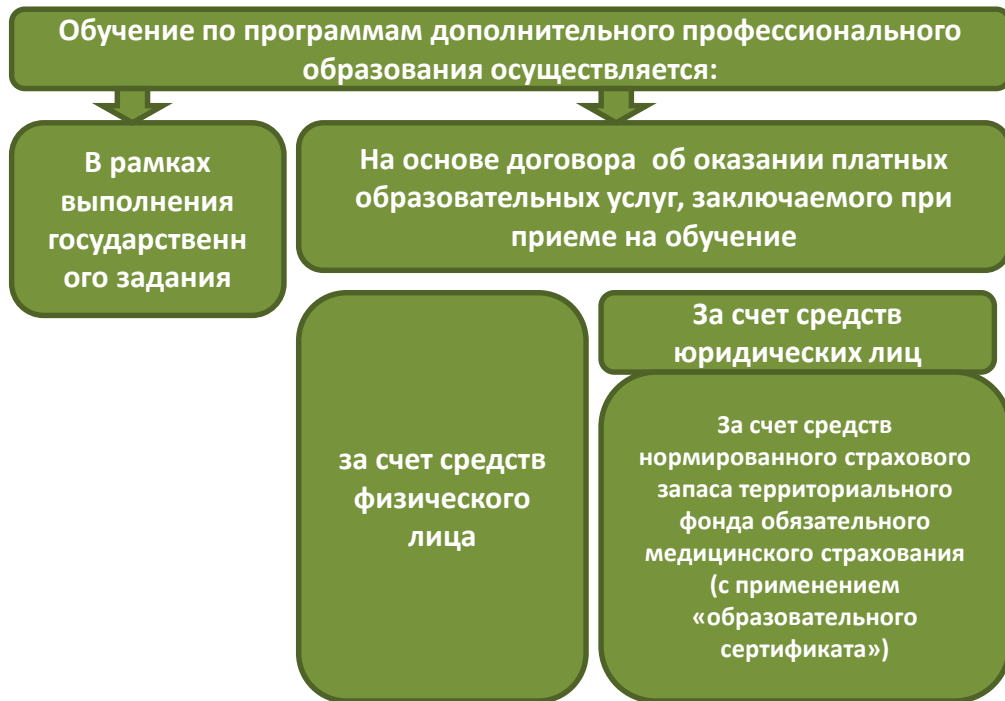 Обучение по программам дополнительного профессионального
образования осуществляется:
В рамках
выполнения
государственн
ого задания
На основе договора  об оказании платных
образовательных услуг, заключаемого при
приеме на обучение
за счет средств
физического
лица
За счет средств
юридических лиц
За счет средств
нормированного страхового
запаса территориального
фонда обязательного
медицинского страхования
(с применением
«образовательного
сертификата»)